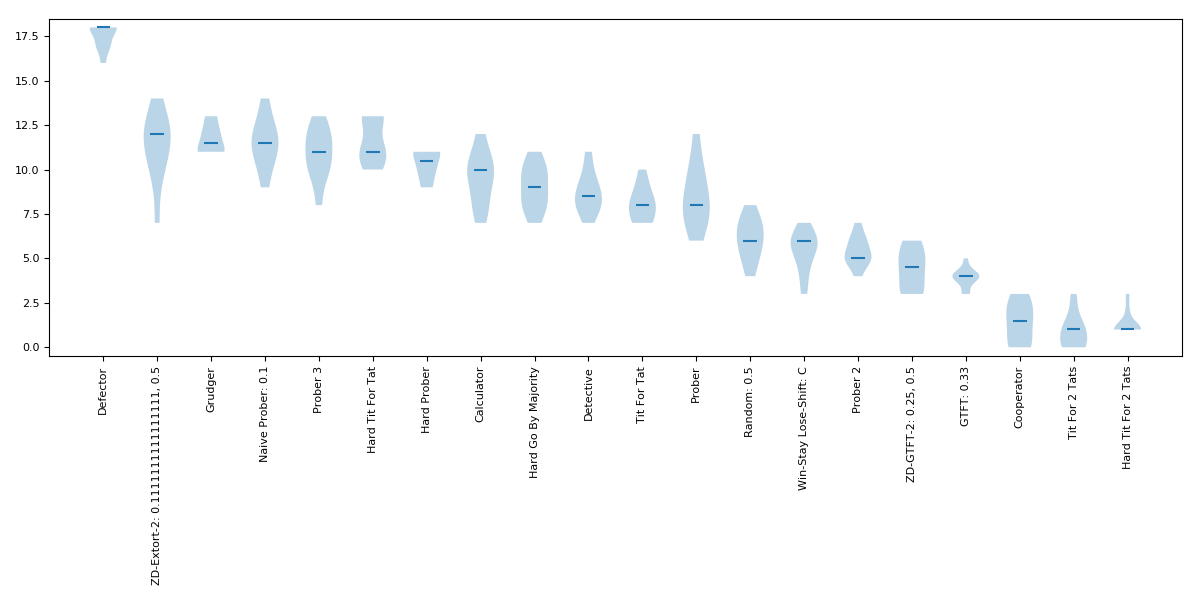 17.5
15.0
12.5
10.0
7.5
5.0
2.5
0.0
Defector
ZD-Extort-2: 0.1111111111111111, 0.5
Grudger
Naive Prober: 0.1
Prober 3
Hard Tit For Tat
Hard Prober
Calculator
Hard Go By Majority
Detective
Tit For Tat
Prober
Random: 0.5
Win-Stay Lose-Shift: C
Prober 2
ZD-GTFT-2: 0.25, 0.5
GTFT: 0.33
Cooperator
Tit For 2 Tats
Hard Tit For 2 Tats